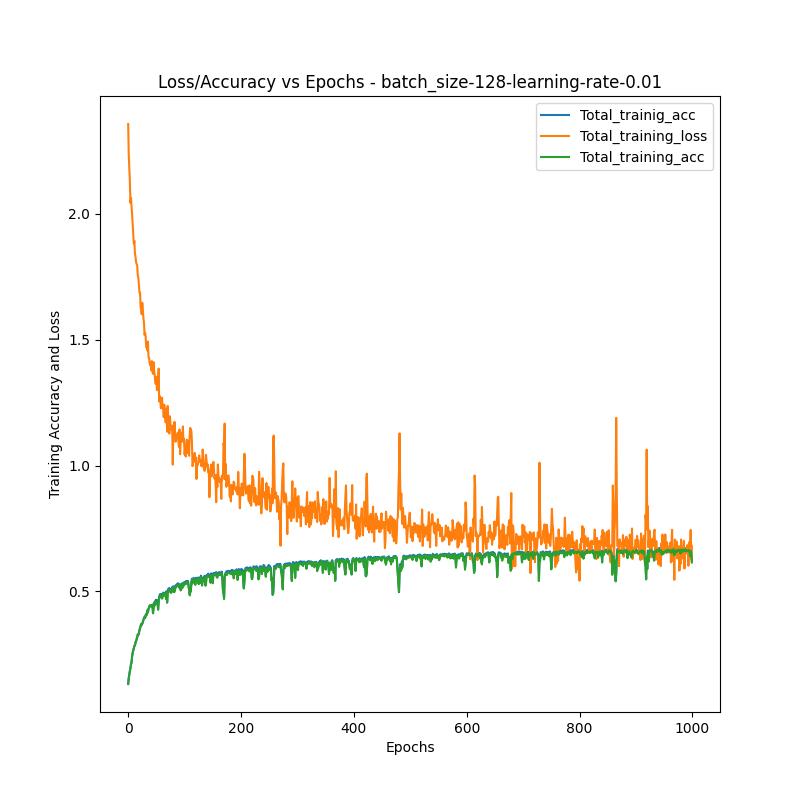 Loss/Accuracy vs Epochs - batch_size-128-learning-rate-0.01
Total_trainig_acc
Total_training_loss
Total_training_acc
Training Accuracy and Loss
2.0
1.5
1.0
0.5
0
200
400
600
800
1000
Epochs